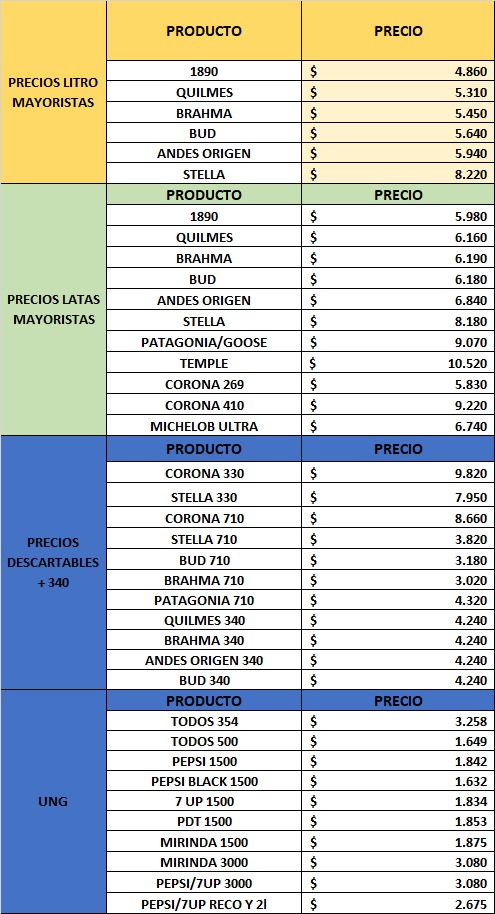 PRECIOS LITRO
MAYORISTAS
PRODUCTO PRECIO
1890 $ 4.860
QUILMES $ 5.310
BRAHMA $ 5.450
BUD $ 5.640
ANDES ORIGEN $ 5.940
STELLA $ 8.220
PRECIOS LATAS
MAYORISTAS
PRODUCTO PRECIO
1890 $ 5.980
QUILMES $ 6.160
BRAHMA $ 6.190
BUD $ 6.180
ANDES ORIGEN $ 6.840
STELLA $ 8.180
PATAGONIA/GOOSE $ 9.070
TEMPLE $ 10.520
CORONA 269 $ 5.830
CORONA 410 $ 9.220
MICHELOB ULTRA $ 6.740
PRECIOS
DESCARTABLES
+ 340
PRODUCTO PRECIO
CORONA 330 $ 9.820
STELLA 330 $ 7.950
CORONA 710 $ 8.660
STELLA 710 $ 3.820
BUD 710 $ 3.180
BRAHMA 710 $ 3.020
PATAGONIA 710 $ 4.320
QUILMES 340 $ 4.240
BRAHMA 340 $ 4.240
ANDES ORIGEN 340 $ 4.240
BUD 340 $ 4.240
UNG
PRODUCTO PRECIO
TODOS 354 $ 3.258
TODOS 500 $ 1.649
PEPSI 1500 $ 1.842
PEPSI BLACK 1500 $ 1.632
7 UP 1500 $ 1.834
PDT 1500 $ 1.853
MIRINDA 1500 $ 1.875
MIRINDA 3000 $ 3.080
PEPSI/7UP 3000 $ 3.080
PEPSI/7UP RECO Y 2l $ 2.675